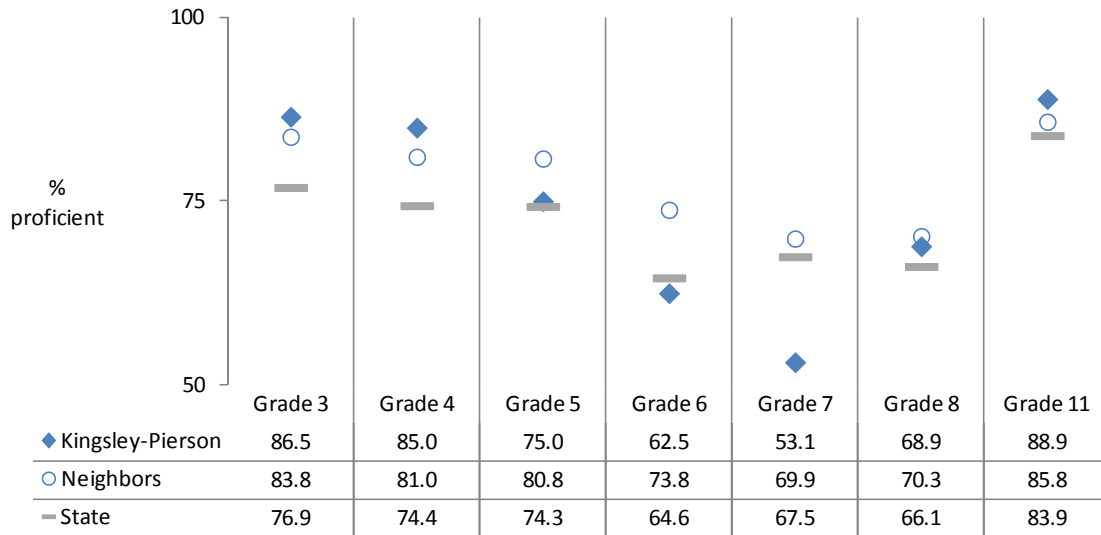 100
75
50
%
proficient
Grade 3 Grade 4 Grade 5 Grade 6 Grade 7 Grade 8 Grade 11
Kingsley-Pierson 86.5 85.0 75.0 62.5 53.1 68.9 88.9
Neighbors 83.8 81.0 80.8 73.8 69.9 70.3 85.8
State 76.9 74.4 74.3 64.6 67.5 66.1 83.9